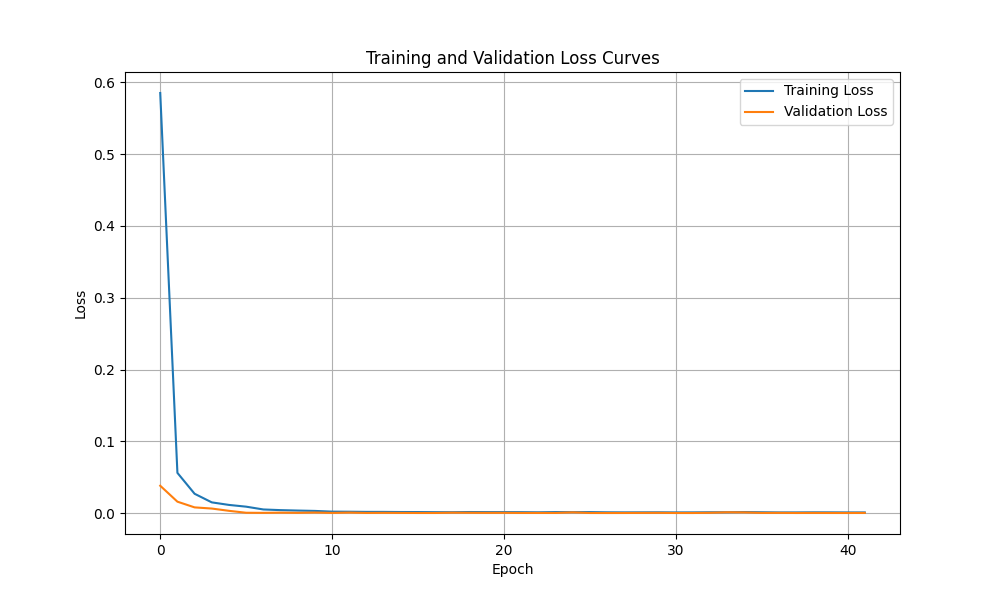 Training and Validation Loss Curves
Training Loss
Validation Loss
0.6
0.5
0.4
0.3
0.2
0.1
0.0
Loss
0 10 20 30 40
Epoch